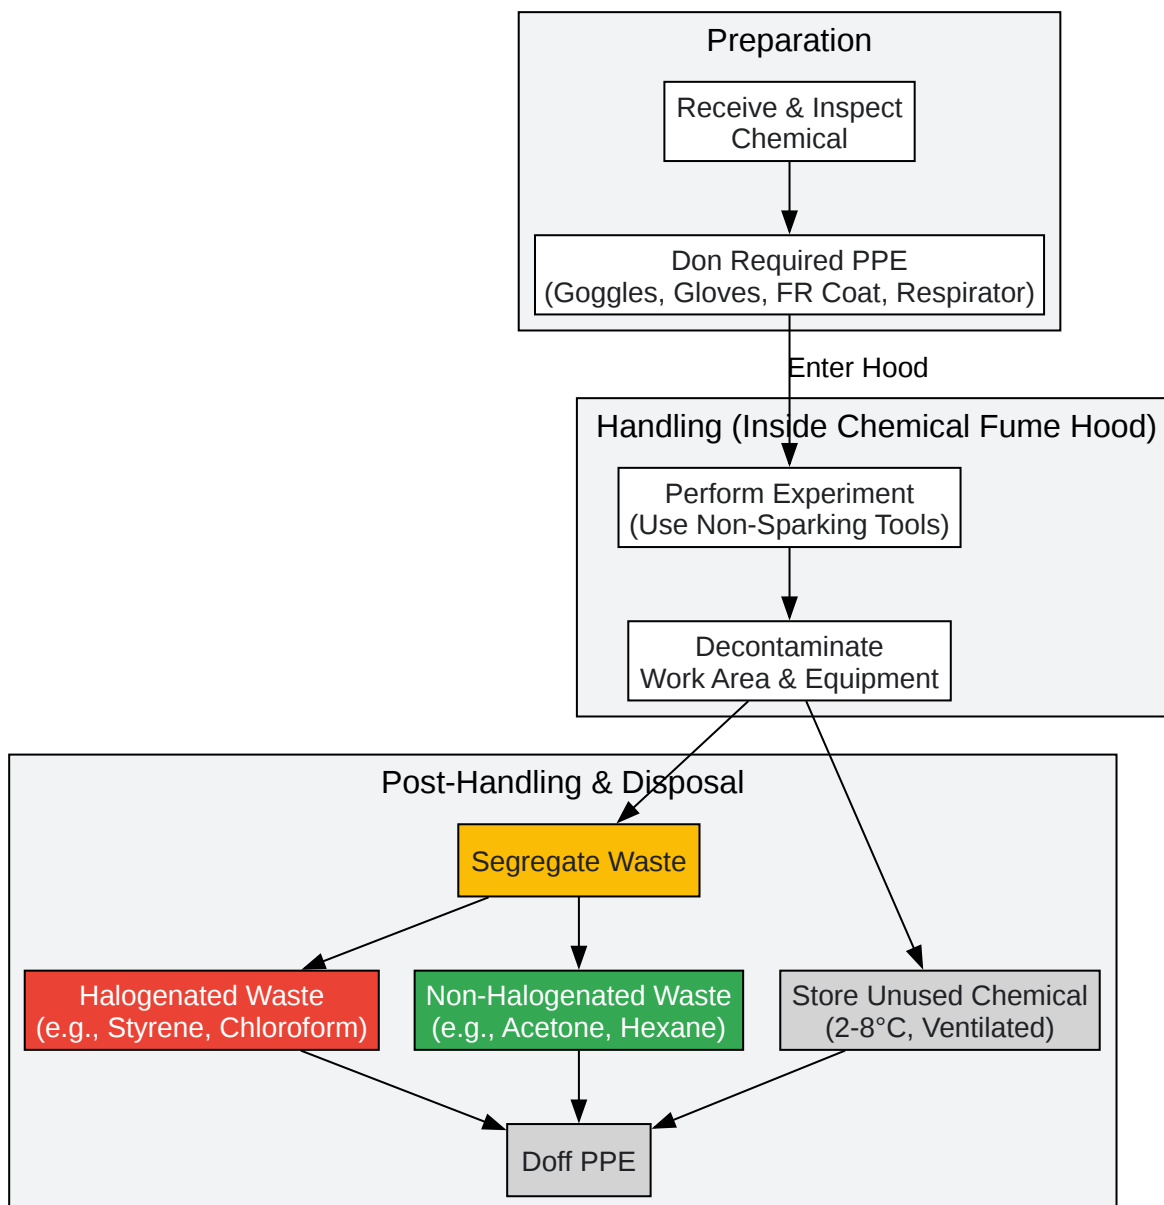 Preparation
Receive & Inspect
Chemical
Don Required PPE
(Goggles, Gloves, FR Coat, Respirator)
Enter Hood
Handling (Inside Chemical Fume Hood)
Perform Experiment
(Use Non-Sparking Tools)
Decontaminate
Work Area & Equipment
Post-Handling & Disposal
Segregate Waste
Halogenated Waste
(e.g., Styrene, Chloroform)
Non-Halogenated Waste
(e.g., Acetone, Hexane)
Store Unused Chemical
(2-8°C, Ventilated)
Doff PPE